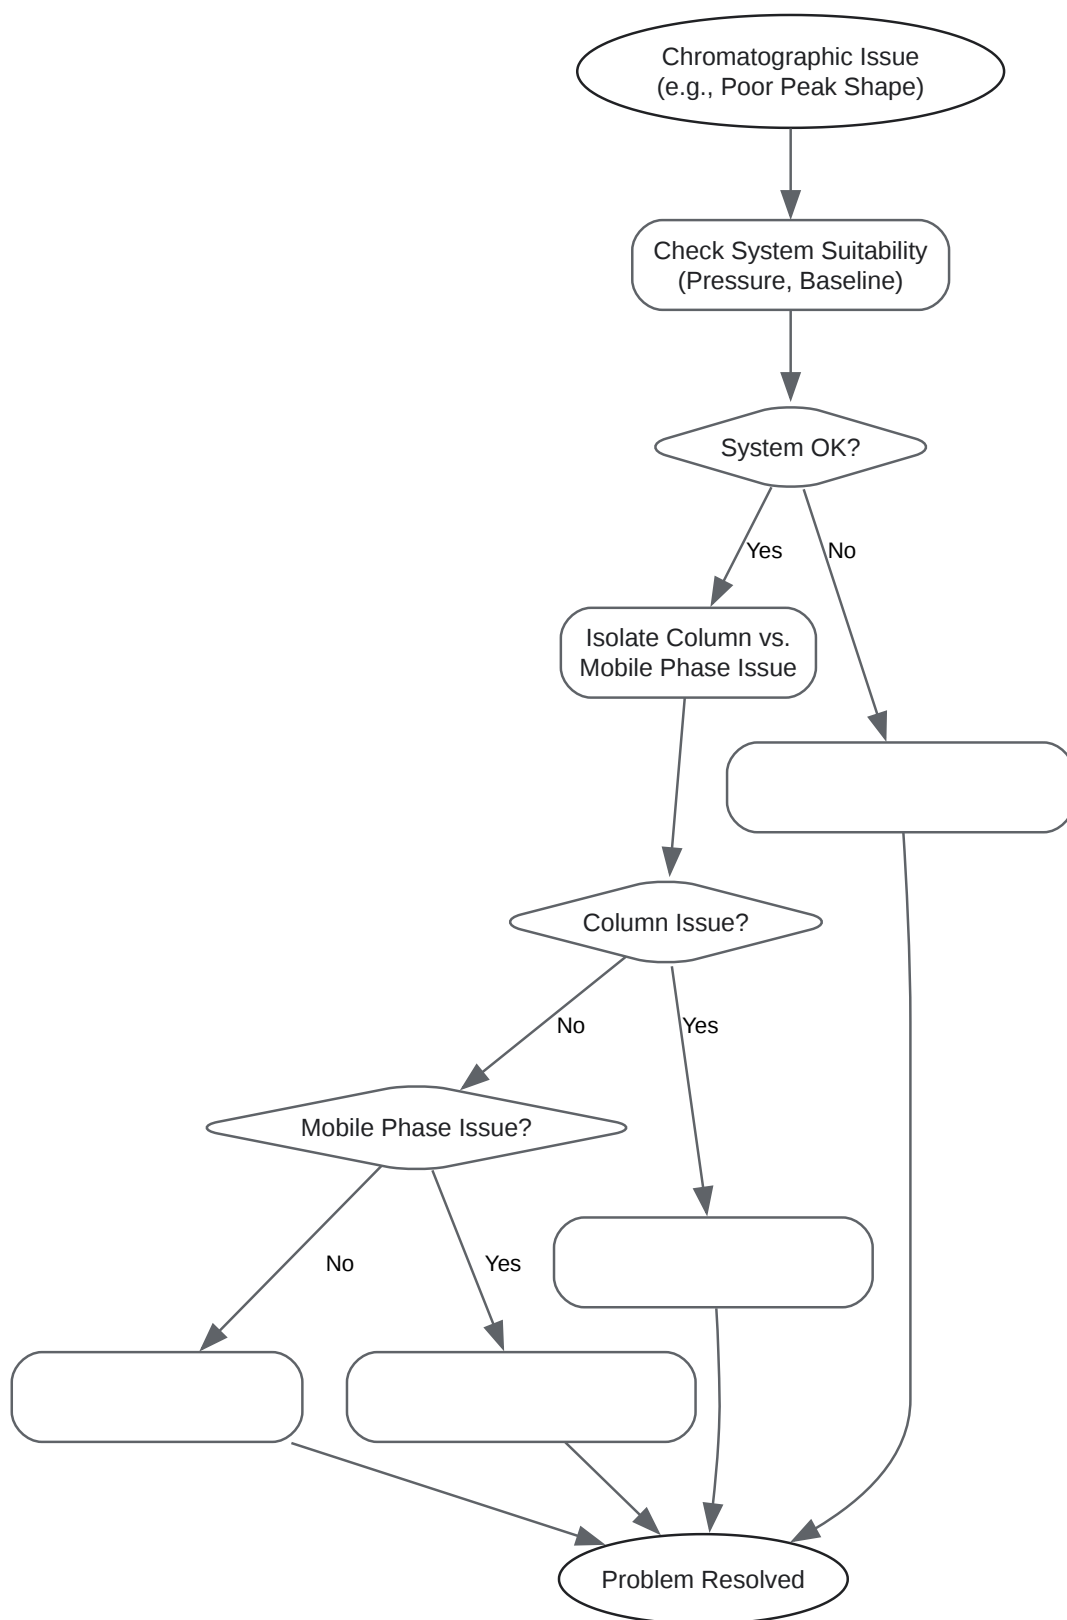 Chromatographic Issue
(e.g., Poor Peak Shape)
Check System Suitability
(Pressure, Baseline)
System OK?
Yes
No
Isolate Column vs.
Mobile Phase Issue
Column Issue?
No
Yes
Mobile Phase Issue?
No
Yes
Problem Resolved